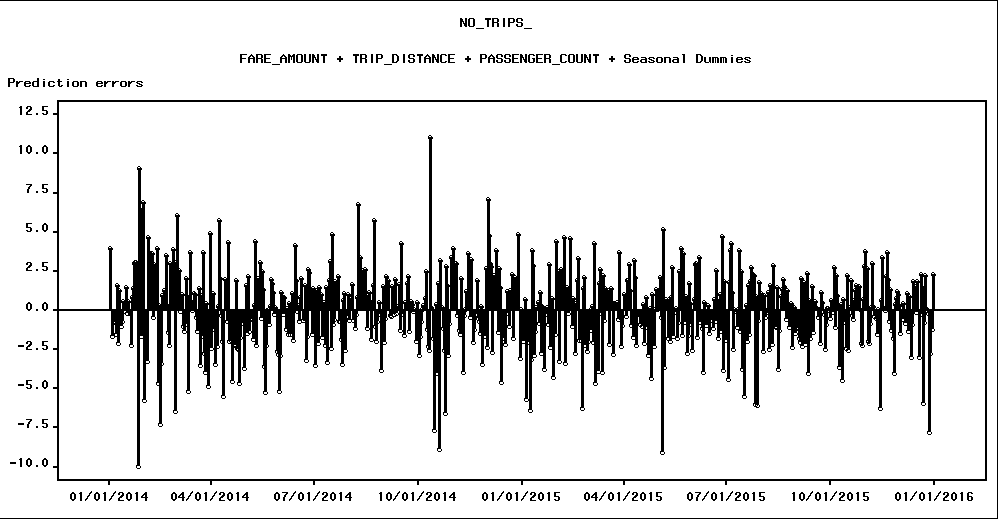 NO_TRIPS_
FARE_AMOUNT + TRIP_DISTANCE + PASSENGER_COUNT + Seasonal Dummies
Prediction errors
12.5
10.0
7.5
5.0
2.5
0.0
-2.5
-5.0
-7.5
-10.0
01/01/2014 04/01/2014 07/01/2014 10/01/2014 01/01/2015 04/01/2015 07/01/2015 10/01/2015 01/01/2016